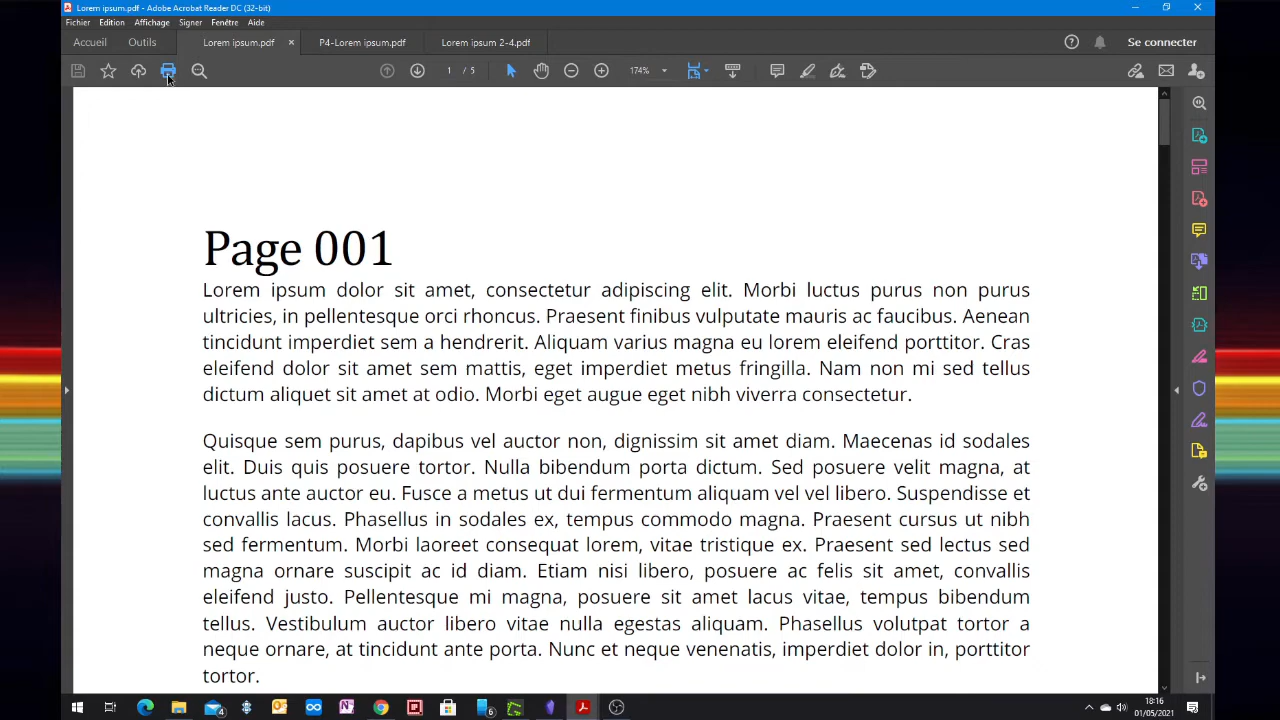 Lorem ipsum.pdf - Adobe Acrobat Reader DC (32-bit)
Fichier Edition Affichage Signer Fenêtre Aide
Accueil Outils Lorem ipsum.pdf × P4-Lorem ipsum.pdf Lorem ipsum 2-4.pdf Se connecter
1 / 5 174%
Page 001
Lorem ipsum dolor sit amet, consectetur adipiscing elit. Morbi luctus purus non purus
ultricies, in pellentesque orci rhoncus. Praesent finibus vulputate mauris ac faucibus. Aenean
tincidunt imperdiet sem a hendrerit. Aliquam varius magna eu lorem eleifend porttitor. Cras
eleifend dolor sit amet sem mattis, eget imperdiet metus fringilla. Nam non mi sed tellus
dictum aliquet sit amet at odio. Morbi eget augue eget nibh viverra consectetur.
Quisque sem purus, dapibus vel auctor non, dignissim sit amet diam. Maecenas id sodales
elit. Duis quis posuere tortor. Nulla bibendum porta dictum. Sed posuere velit magna, at
luctus ante auctor eu. Fusce a metus ut dui fermentum aliquam vel vel libero. Suspendisse et
convallis lacus. Phasellus in sodales ex, tempus commodo magna. Praesent cursus ut nibh
sed fermentum. Morbi laoreet consequat lorem, vitae tristique ex. Praesent sed lectus sed
magna ornare suscipit ac id diam. Etiam nisi libero, posuere ac felis sit amet, convallis
eleifend justo. Pellentesque mi magna, posuere sit amet lacus vitae, tempus bibendum
tellus. Vestibulum auctor libero vitae nulla egestas aliquam. Phasellus volutpat tortor a
neque ornare, at tincidunt ante porta. Nunc et neque venenatis, imperdiet dolor in, porttitor
tortor.
4 6 18:16
01/05/2021